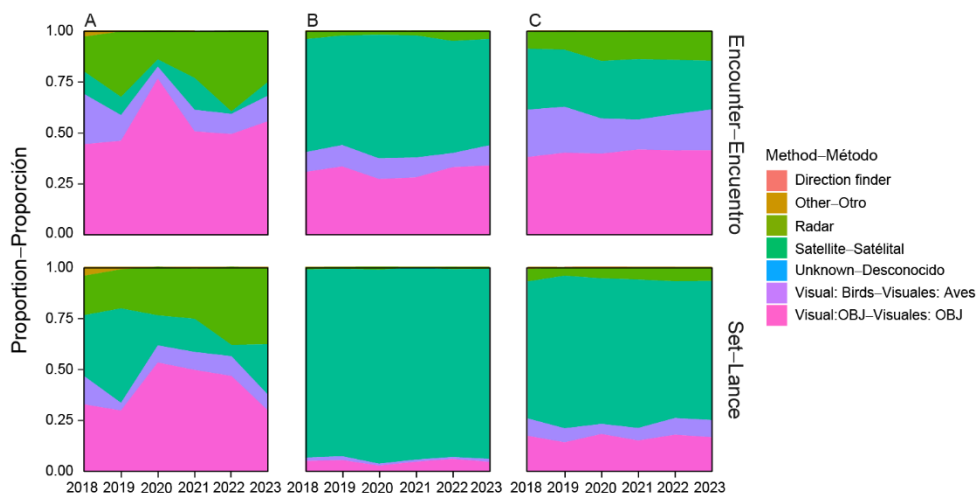 A
B
C
1.00
0.75
0.50
0.25
0.00
Encounter–Encuentro
Proportion–Proporción
1.00
0.75
0.50
0.25
0.00
Set–Lance
2018 2019 2020 2021 2022 2023
2018 2019 2020 2021 2022 2023
2018 2019 2020 2021 2022 2023
Method–Método
Direction finder
Other–Otro
Radar
Satellite–Satélital
Unknown–Desconocido
Visual: Birds–Visuales: Aves
Visual:OBJ–Visuales: OBJ